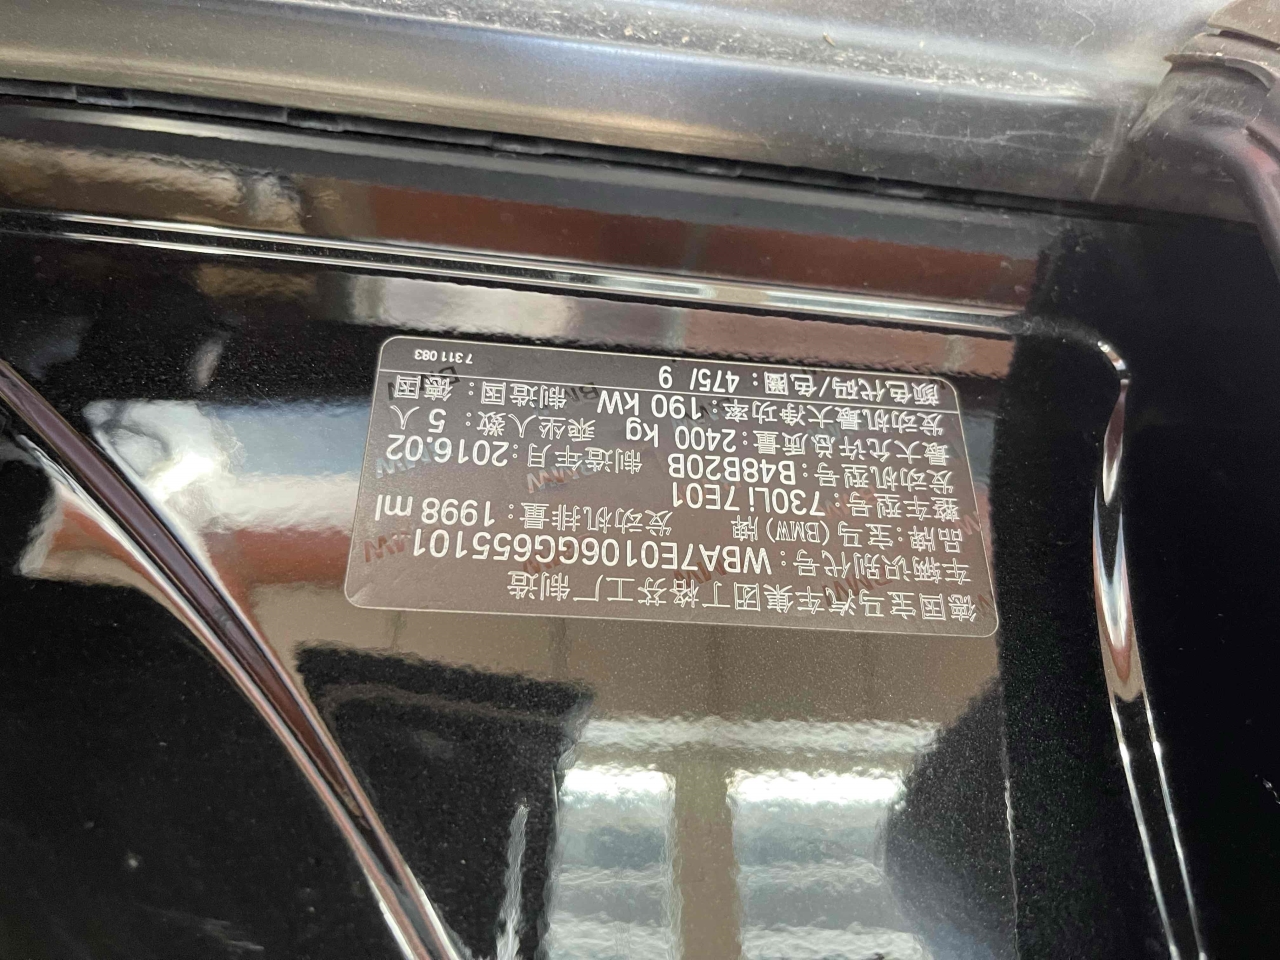 德国宝马汽车集团丁格芬工厂 制造
车辆识别代号：WBA7E0106GG655101
品牌：宝马 (BMW) 牌 发动机排量：1998 ml
整车型号：730Li 7E01
发动机型号：B48B20B 制造年月：2016.02
最大允许总质量：2400 kg 乘坐人数： 5 人
发动机最大净功率：190 kW 制造国： 德国
颜色代码/色圈： 475/ 9
7 311 083